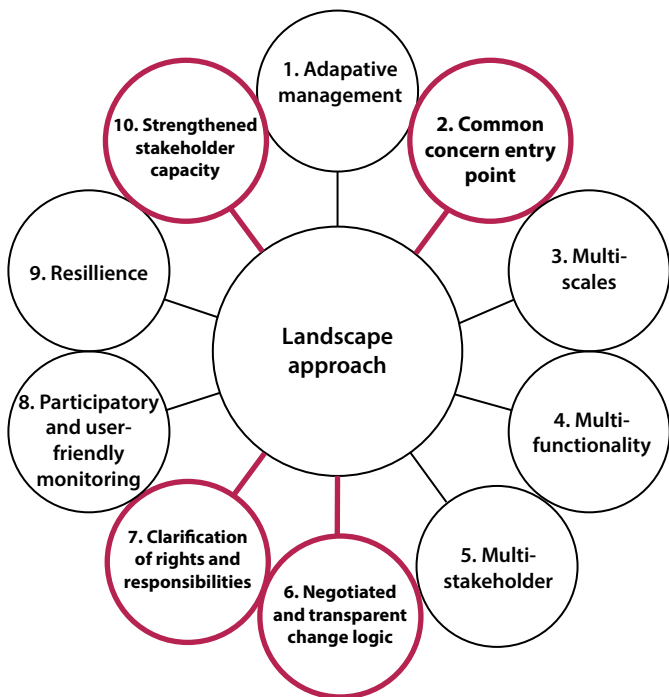 1. Adapative
management
2. Common
concern entry
point
3. Multi-
scales
4. Multi-
functionality
5. Multi-
stakeholder
6. Negotiated
and transparent
change logic
7. Clarification
of rights and
responsibilities
8. Participatory
and user-
friendly
monitoring
9. Resillience
10. Strengthened
stakeholder
capacity
Landscape
approach